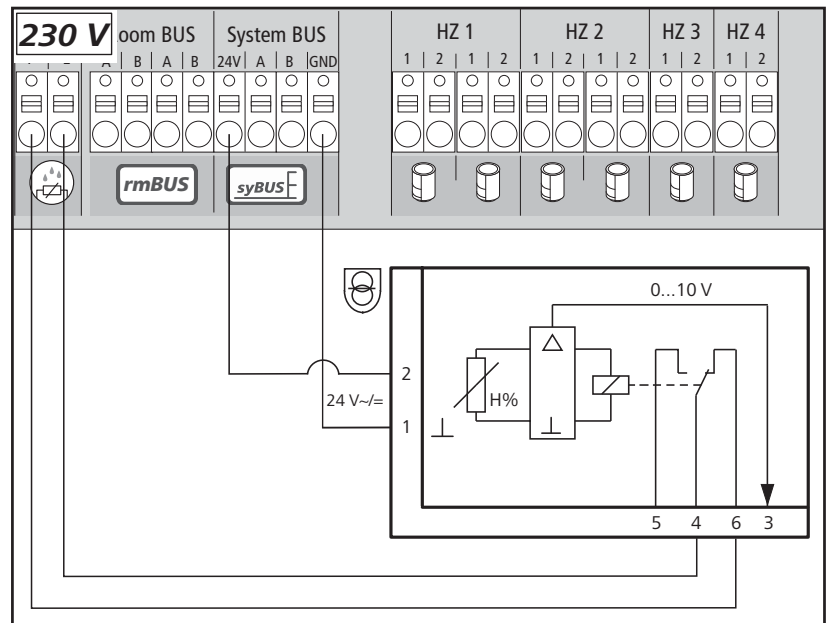 230 V oom BUS System BUS HZ 1 HZ 2 HZ 3 HZ 4
A B A B 24V A B GND 1 2 1 2 1 2 1 2 1 2 1 2
rmBUS syBUS
0...10 V
2
24 V~/=
H%
1
5 4 6 3